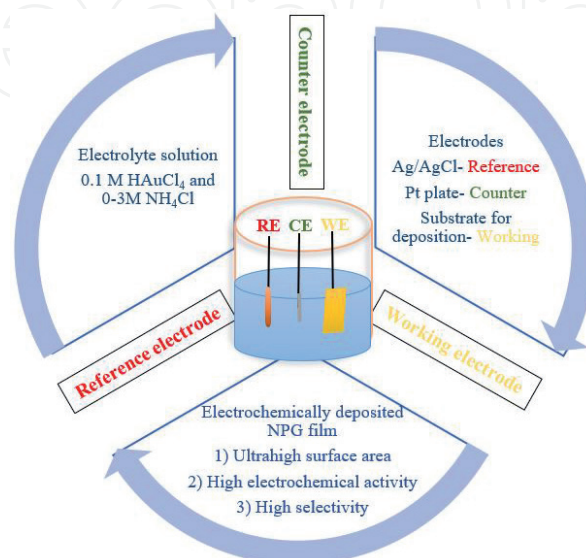 Counter electrode
Electrolyte solution
0.1 M HAuCl₄ and
0-3M NH₄Cl
Electrodes
Ag/AgCl- Reference
Pt plate- Counter
Substrate for
deposition- Working
RE CE WE
Reference electrode
Working electrode
Electrochemically deposited
NPG film
1) Ultrahigh surface area
2) High electrochemical activity
3) High selectivity